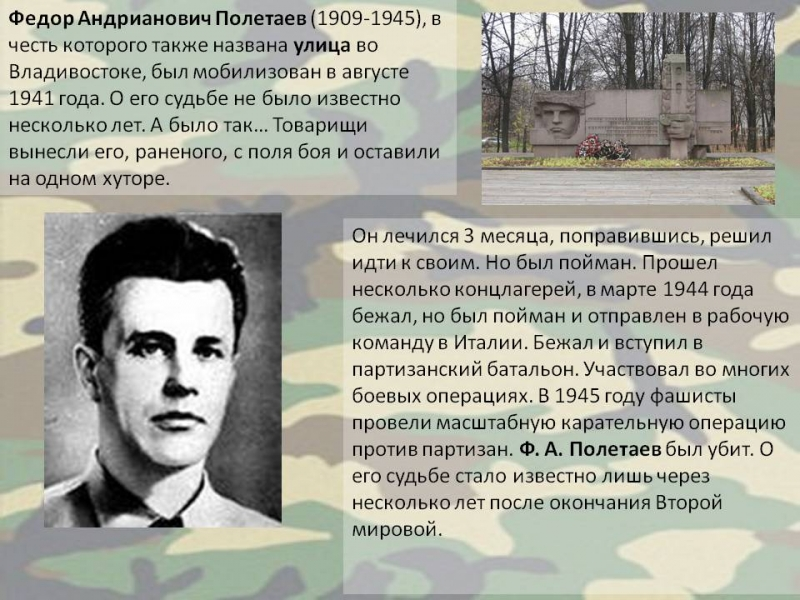 Федор Андрианович Полетаев (1909-1945), в
честь которого также названа улица во
Владивостоке, был мобилизован в августе
1941 года. О его судьбе не было известно
несколько лет. А было так... Товарищи
вынесли его, раненого, с поля боя и оставили
на одном хуторе.
Он лечился 3 месяца, поправившись, решил
идти к своим. Но был пойман. Прошел
несколько концлагерей, в марте 1944 года
бежал, но был пойман и отправлен в рабочую
команду в Италии. Бежал и вступил в
партизанский батальон. Участвовал во многих
боевых операциях. В 1945 году фашисты
провели масштабную карательную операцию
против партизан. Ф. А. Полетаев был убит. О
его судьбе стало известно лишь через
несколько лет после окончания Второй
мировой.